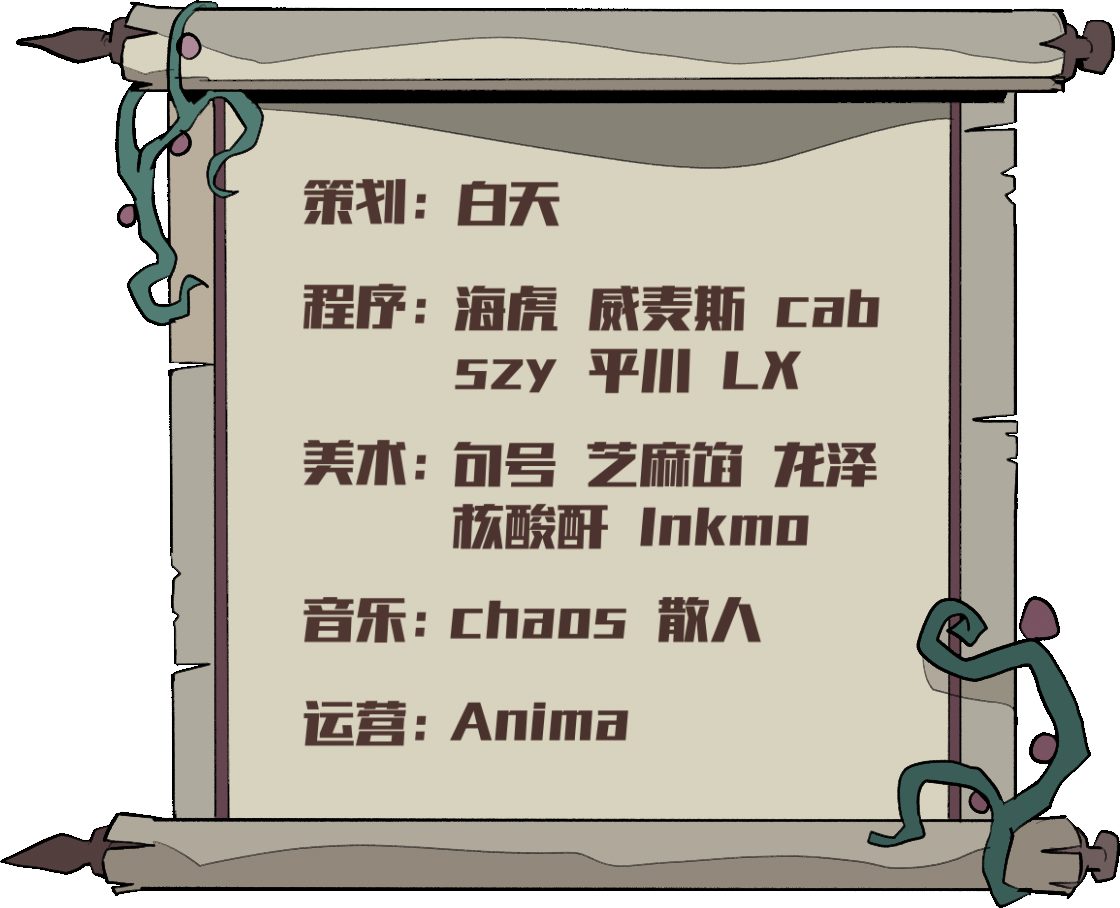 策划：白天
程序：海虎 威麦斯 cab
szy 平川 LX
美术：句号 芝麻馅 龙泽
核酸酐 Inkmo
音乐：chaos 散人
运营：Anima